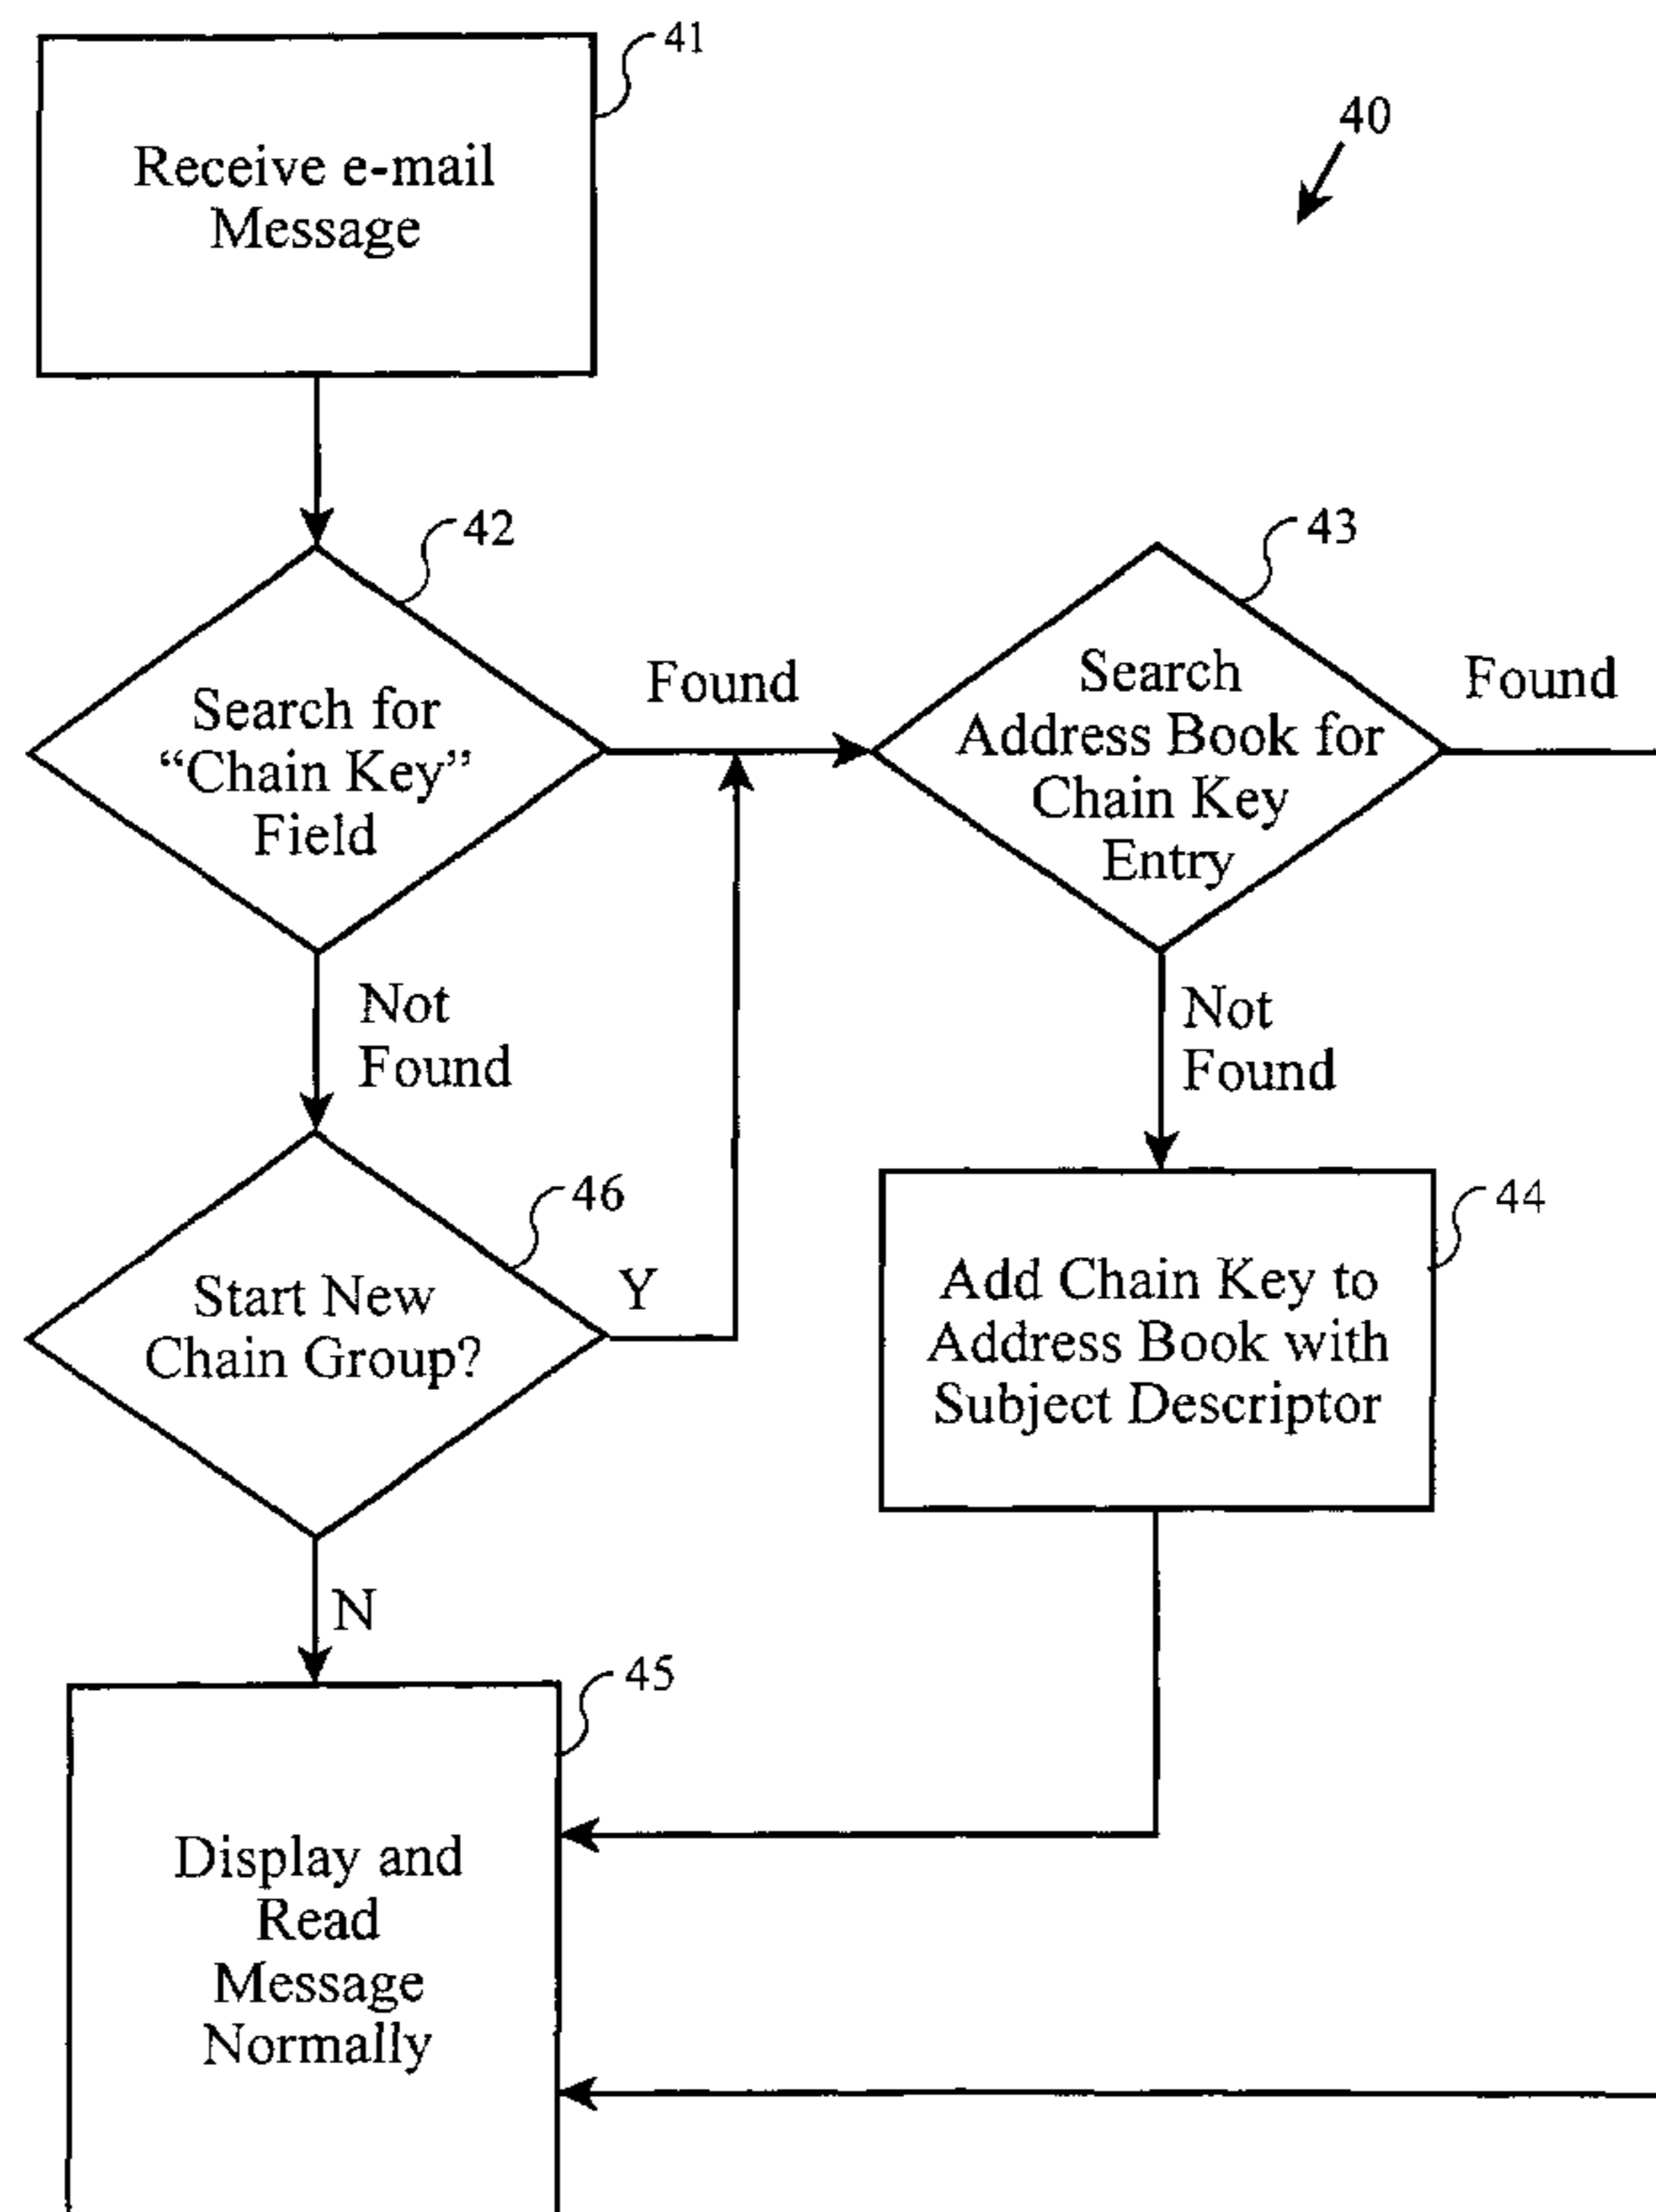 41
Receive e-mail
Message
40
42
Search for
“Chain Key”
Field
Found
43
Search
Address Book for
Chain Key
Entry
Found
Not
Found
Not
Found
46
Start New
Chain Group?
Y
44
Add Chain Key to
Address Book with
Subject Descriptor
N
45
Display and
Read
Message
Normally